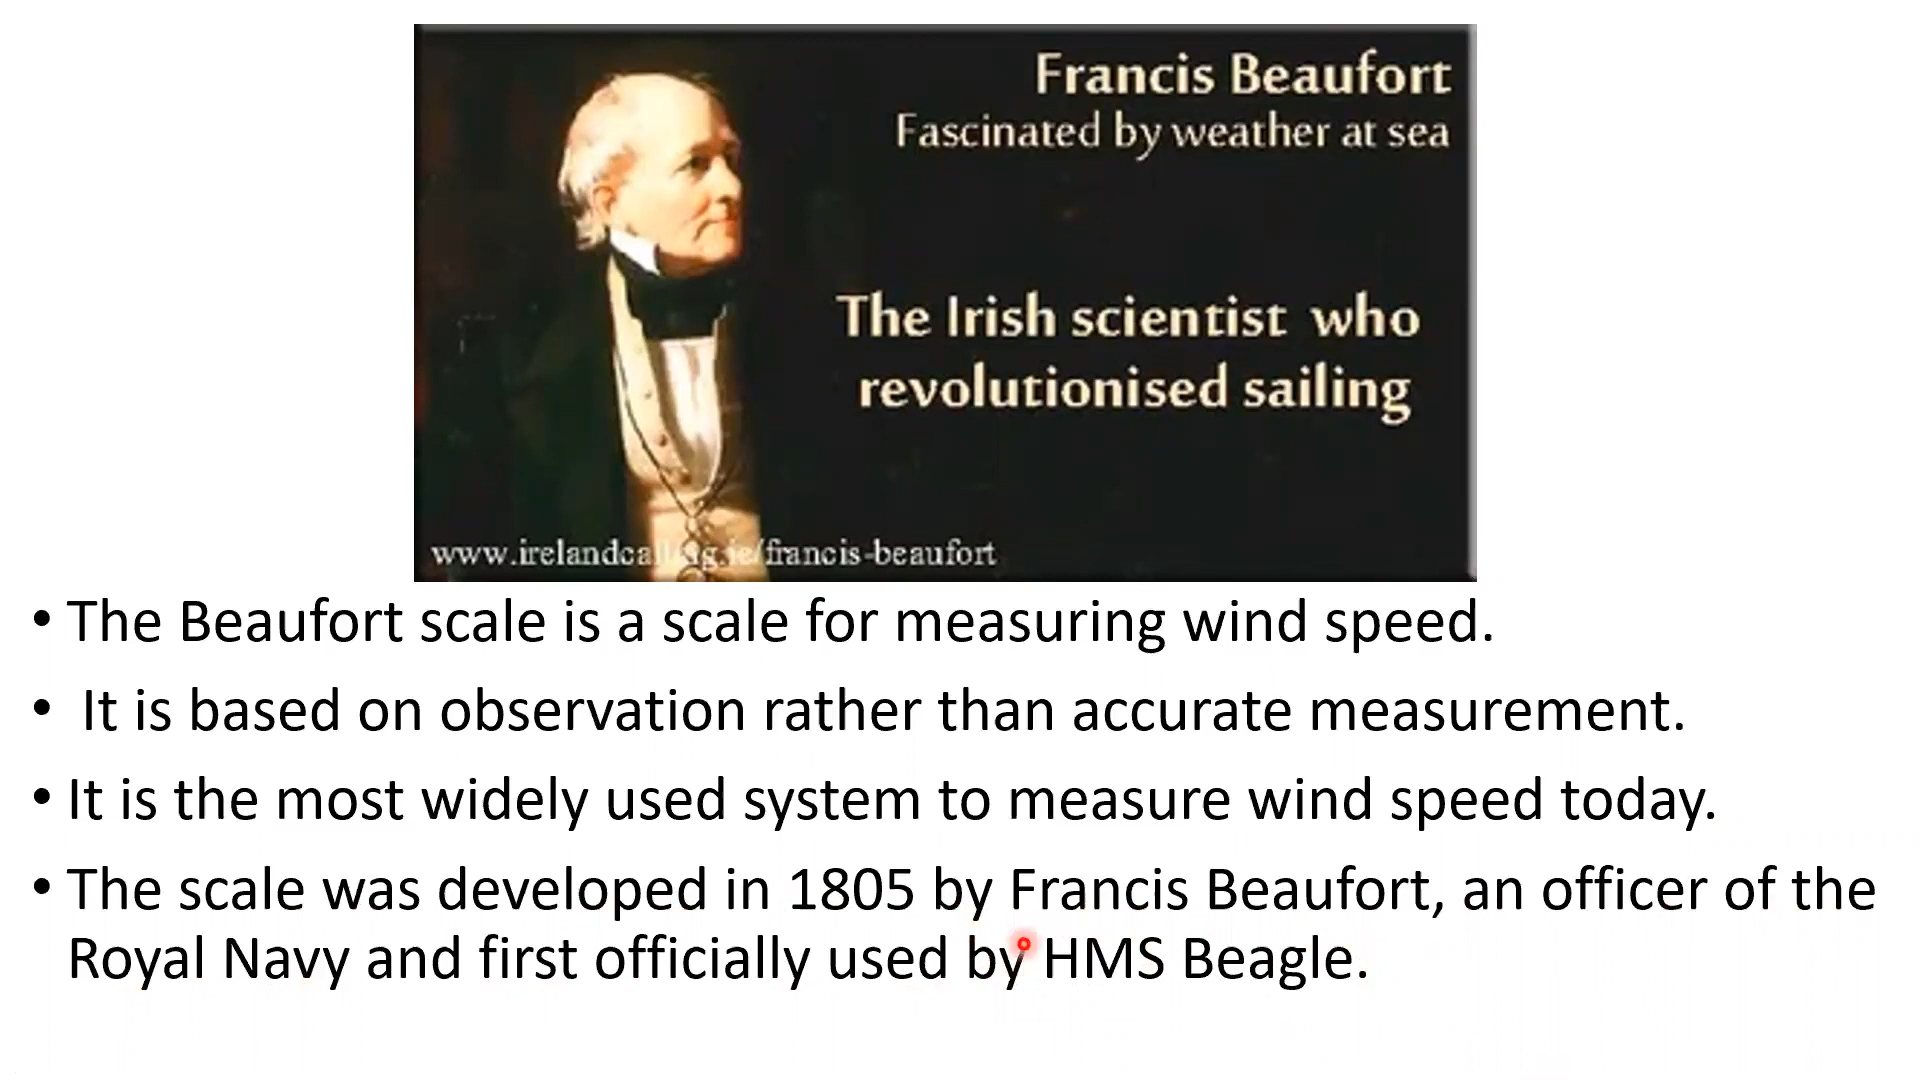 Francis Beaufort
Fascinated by weather at sea
The Irish scientist who
revolutionised sailing
www.irelandcalling.ie/francis-beaufort
• The Beaufort scale is a scale for measuring wind speed.
• It is based on observation rather than accurate measurement.
• It is the most widely used system to measure wind speed today.
• The scale was developed in 1805 by Francis Beaufort, an officer of the
Royal Navy and first officially used by HMS Beagle.